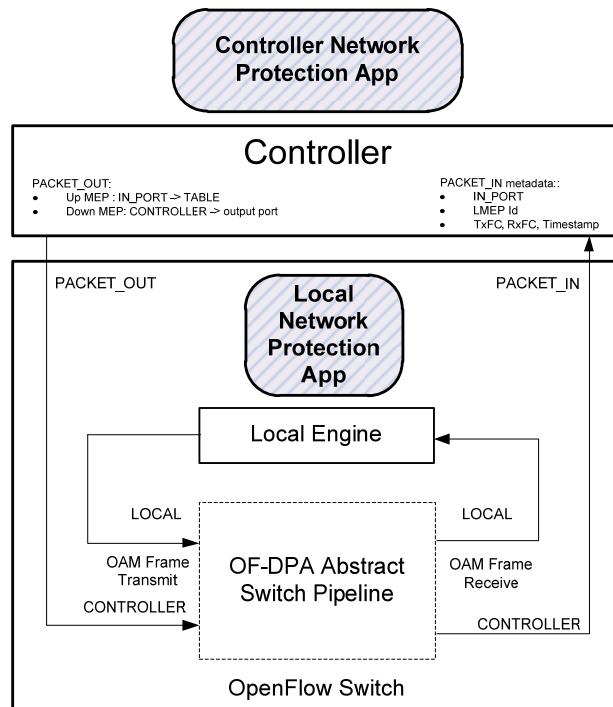 Controller Network
Protection App
Controller
PACKET_OUT:
• Up MEP : IN_PORT -> TABLE
• Down MEP: CONTROLLER -> output port
PACKET_IN metadata::
• IN_PORT
• LMEP Id
• TxFC, RxFC, Timestamp
PACKET_OUT
PACKET_IN
Local
Network
Protection
App
Local Engine
LOCAL
LOCAL
OAM Frame
Transmit
OF-DPA Abstract
Switch Pipeline
OAM Frame
Receive
CONTROLLER
CONTROLLER
OpenFlow Switch